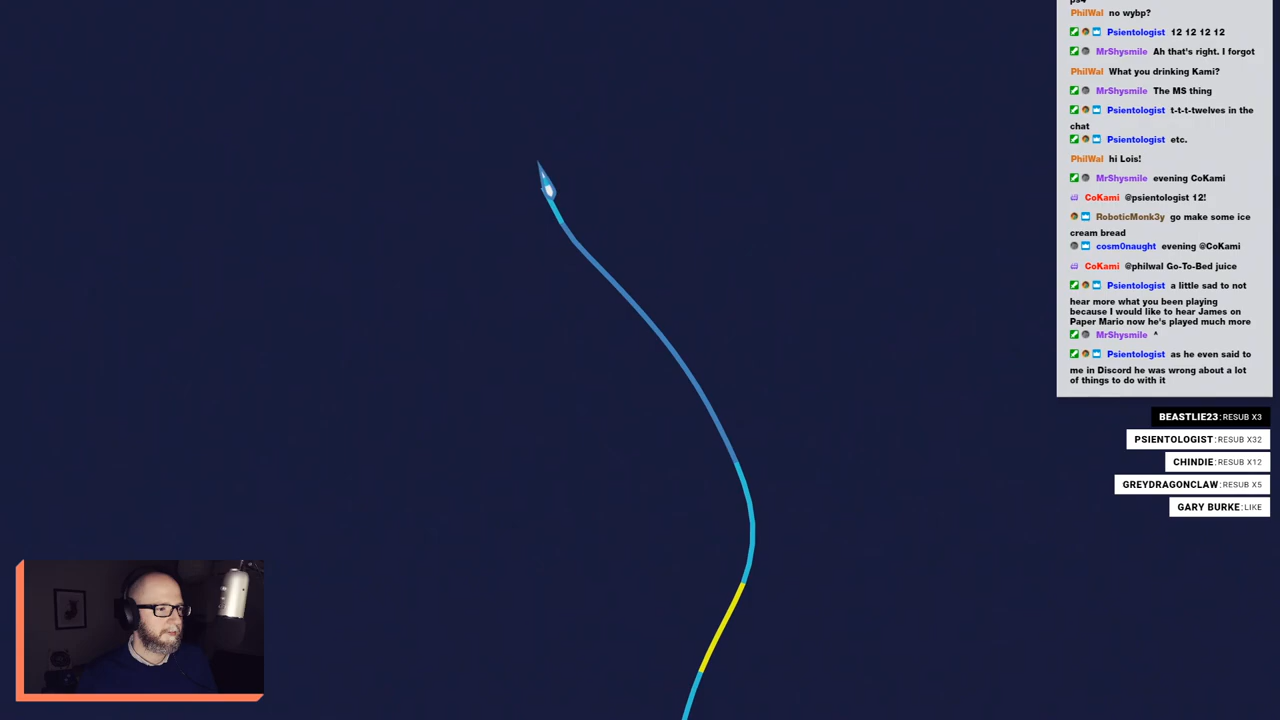 ps4
PhilWal no wybp?
Psientologist 12 12 12 12
MrShysmile Ah that's right. I forgot
PhilWal What you drinking Kami?
MrShysmile The MS thing
Psientologist t-t-t-twelves in the
chat
Psientologist etc.
PhilWal hi Lois!
MrShysmile evening CoKami
CoKami @psientologist 12!
RoboticMonk3y go make some ice
cream bread
cosm0naught evening @CoKami
CoKami @philwal Go-To-Bed juice
Psientologist a little sad to not
hear more what you been playing
because I would like to hear James on
Paper Mario now he's played much more
MrShysmile ^
Psientologist as he even said to
me in Discord he was wrong about a lot
of things to do with it
BEASTLIE23:RESUB X3
PSIENTOLOGIST:RESUB X32
CHINDIE:RESUB X12
GREYDRAGONCLAW:RESUB X5
GARY BURKE:LIKE